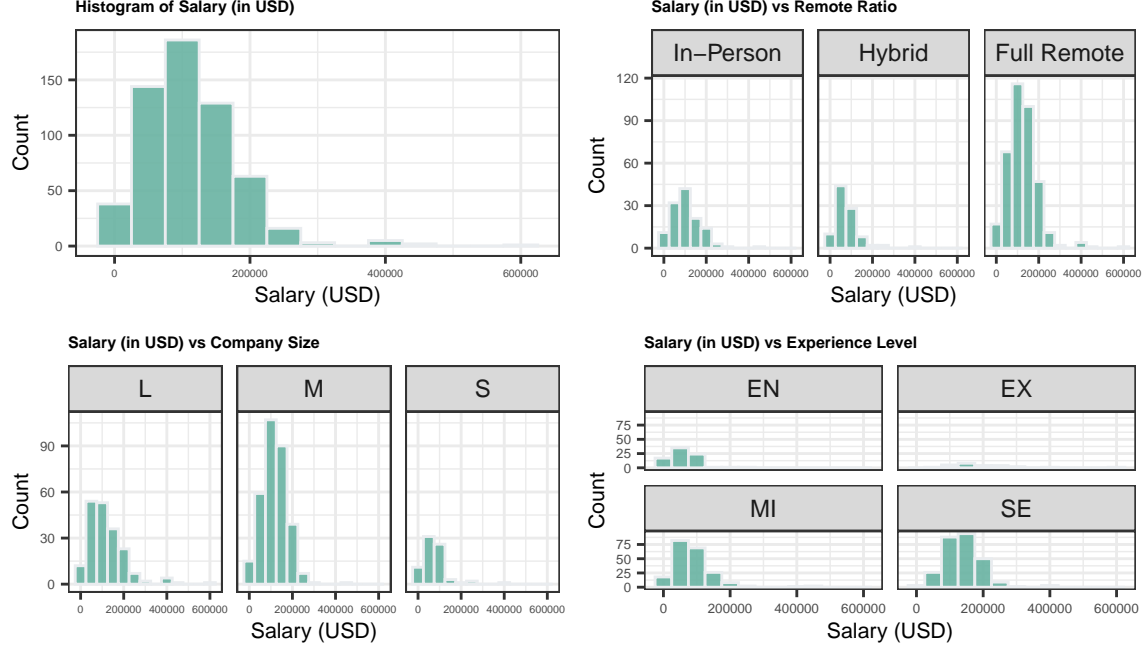 Histogram of Salary (in USD)
Count
150
100
50
0
0 200000 400000 600000
Salary (USD)
Salary (in USD) vs Remote Ratio
In−Person Hybrid Full Remote
Count
120
90
60
30
0
0 200000 400000 600000 0 200000 400000 600000 0 200000 400000 600000
Salary (USD)
Salary (in USD) vs Company Size
L M S
Count
90
60
30
0
0 200000 400000 600000 0 200000 400000 600000 0 200000 400000 600000
Salary (USD)
Salary (in USD) vs Experience Level
EN EX
75
50
25
0
Count
MI SE
75
50
25
0
0 200000 400000 600000 0 200000 400000 600000
Salary (USD)